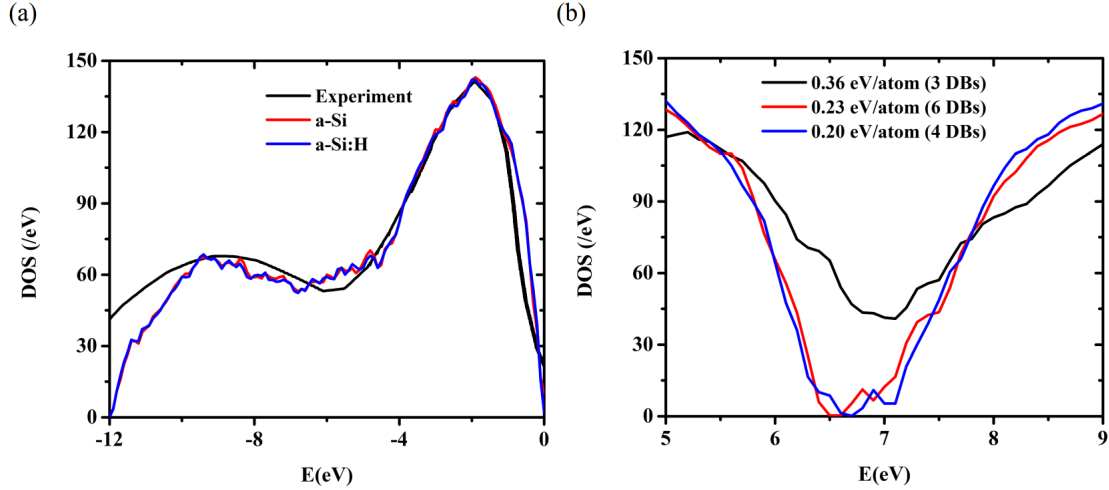 (a)
(b)
150
120
90
60
30
0
DOS (/eV)
Experiment
a-Si
a-Si:H
-12
-8
-4
0
E(eV)
150
120
90
60
30
0
DOS (/eV)
0.36 eV/atom (3 DBs)
0.23 eV/atom (6 DBs)
0.20 eV/atom (4 DBs)
5
6
7
8
9
E(eV)